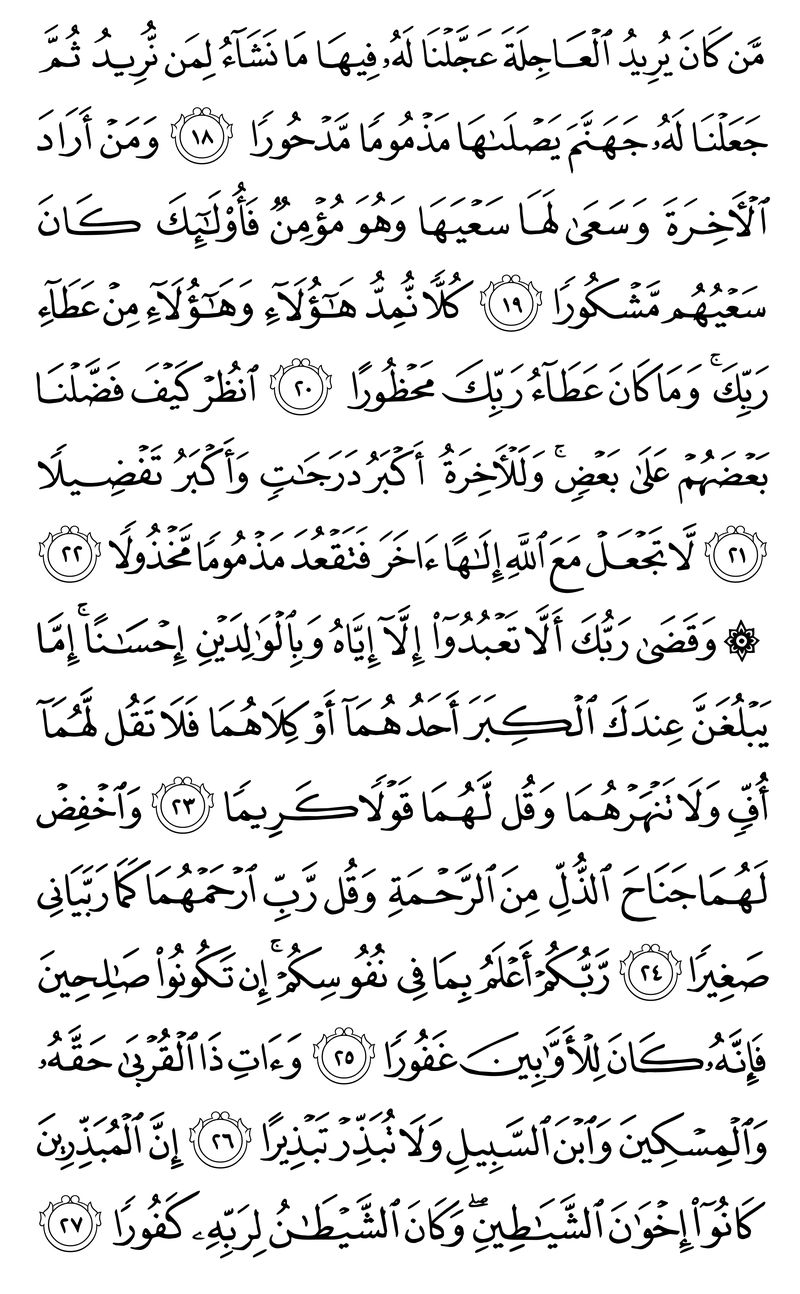 مَّن كَانَ يُرِيدُ ٱلْعَاجِلَةَ عَجَّلْنَا لَهُۥ فِيهَا مَا نَشَآءُ لِمَن نُّرِيدُ ثُمَّ
جَعَلْنَا لَهُۥ جَهَنَّمَ يَصْلَىٰهَا مَذْمُومًا مَّدْحُورًا ١٨ وَمَنْ أَرَادَ
ٱلْأَخِرَةَ وَسَعَىٰ لَهَا سَعْيَهَا وَهُوَ مُؤْمِنٌ فَأُو۟لَٰٓئِكَ كَانَ
سَعْيُهُم مَّشْكُورًا ١٩ كُلًّا نُّمِدُّ هَٰٓؤُلَآءِ وَهَٰٓؤُلَآءِ مِنْ عَطَآءِ
رَبِّكَ ۚ وَمَا كَانَ عَطَآءُ رَبِّكَ مَحْظُورًا ٢٠ ٱنظُرْ كَيْفَ فَضَّلْنَا
بَعْضَهُمْ عَلَىٰ بَعْضٍ ۚ وَلَلْأَخِرَةُ أَكْبَرُ دَرَجَٰتٍ وَأَكْبَرُ تَفْضِيلًا
٢١ لَّا تَجْعَلْ مَعَ ٱللَّهِ إِلَٰهًا ءَاخَرَ فَتَقْعُدَ مَذْمُومًا مَّخْذُولًا ٢٢
۞ وَقَضَىٰ رَبُّكَ أَلَّا تَعْبُدُوٓا۟ إِلَّآ إِيَّاهُ وَبِٱلْوَٰلِدَيْنِ إِحْسَٰنًا ۚ إِمَّا
يَبْلُغَنَّ عِندَكَ ٱلْكِبَرَ أَحَدُهُمَآ أَوْ كِلَاهُمَا فَلَا تَقُل لَّهُمَآ
أُفٍّ وَلَا تَنْهَرْهُمَا وَقُل لَّهُمَا قَوْلًا كَرِيمًا ٢٣ وَٱخْفِضْ
لَهُمَا جَنَاحَ ٱلذُّلِّ مِنَ ٱلرَّحْمَةِ وَقُل رَّبِّ ٱرْحَمْهُمَا كَمَا رَبَّيَانِى
صَغِيرًا ٢٤ رَّبُّكُمْ أَعْلَمُ بِمَا فِى نُفُوسِكُمْ ۚ إِن تَكُونُوا۟ صَٰلِحِينَ
فَإِنَّهُۥ كَانَ لِلْأَوَّٰبِينَ غَفُورًا ٢٥ وَءَاتِ ذَا ٱلْقُرْبَىٰ حَقَّهُۥ
وَٱلْمِسْكِينَ وَٱبْنَ ٱلسَّبِيلِ وَلَا تُبَذِّرْ تَبْذِيرًا ٢٦ إِنَّ ٱلْمُبَذِّرِينَ
كَانُوٓا۟ إِخْوَٰنَ ٱلشَّيَٰطِينِ ۖ وَكَانَ ٱلشَّيْطَٰنُ لِرَبِّهِۦ كَفُورًا ٢٧